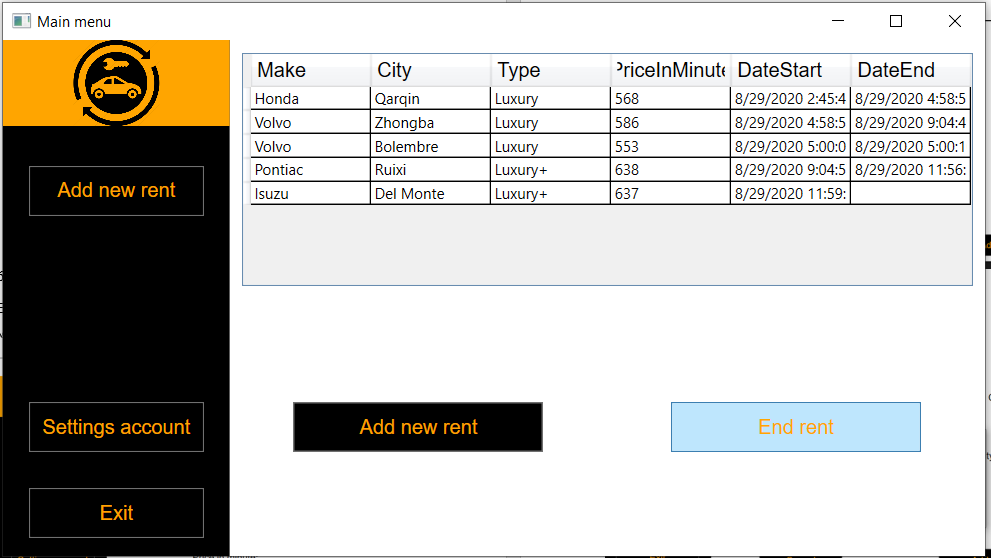 Main menu
Make City Type PriceInMinute DateStart DateEnd
Honda Qarqin Luxury 568 8/29/2020 2:45:4 8/29/2020 4:58:5
Volvo Zhongba Luxury 586 8/29/2020 4:58:5 8/29/2020 9:04:4
Volvo Bolembre Luxury 553 8/29/2020 5:00:0 8/29/2020 5:00:1
Pontiac Ruixi Luxury+ 638 8/29/2020 9:04:5 8/29/2020 11:56:
Isuzu Del Monte Luxury+ 637 8/29/2020 11:59:
Add new rent
Settings account
Add new rent
End rent
Exit